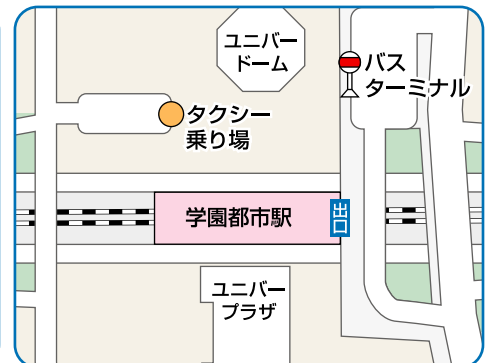 ユニバー
ドーム
バス
ターミナル
タクシー
乗り場
学園都市駅
出口
ユニバー
プラザ